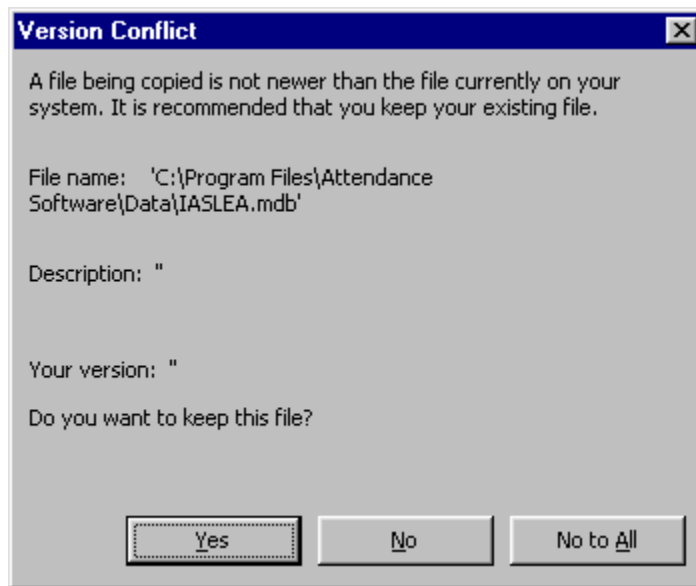 Version Conflict
A file being copied is not newer than the file currently on your
system. It is recommended that you keep your existing file.
File name:    'C:\Program Files\Attendance
Software\Data\IASLEA.mdb'
Description:  ''
Your version:  ''
Do you want to keep this file?
Yes
No
No to All